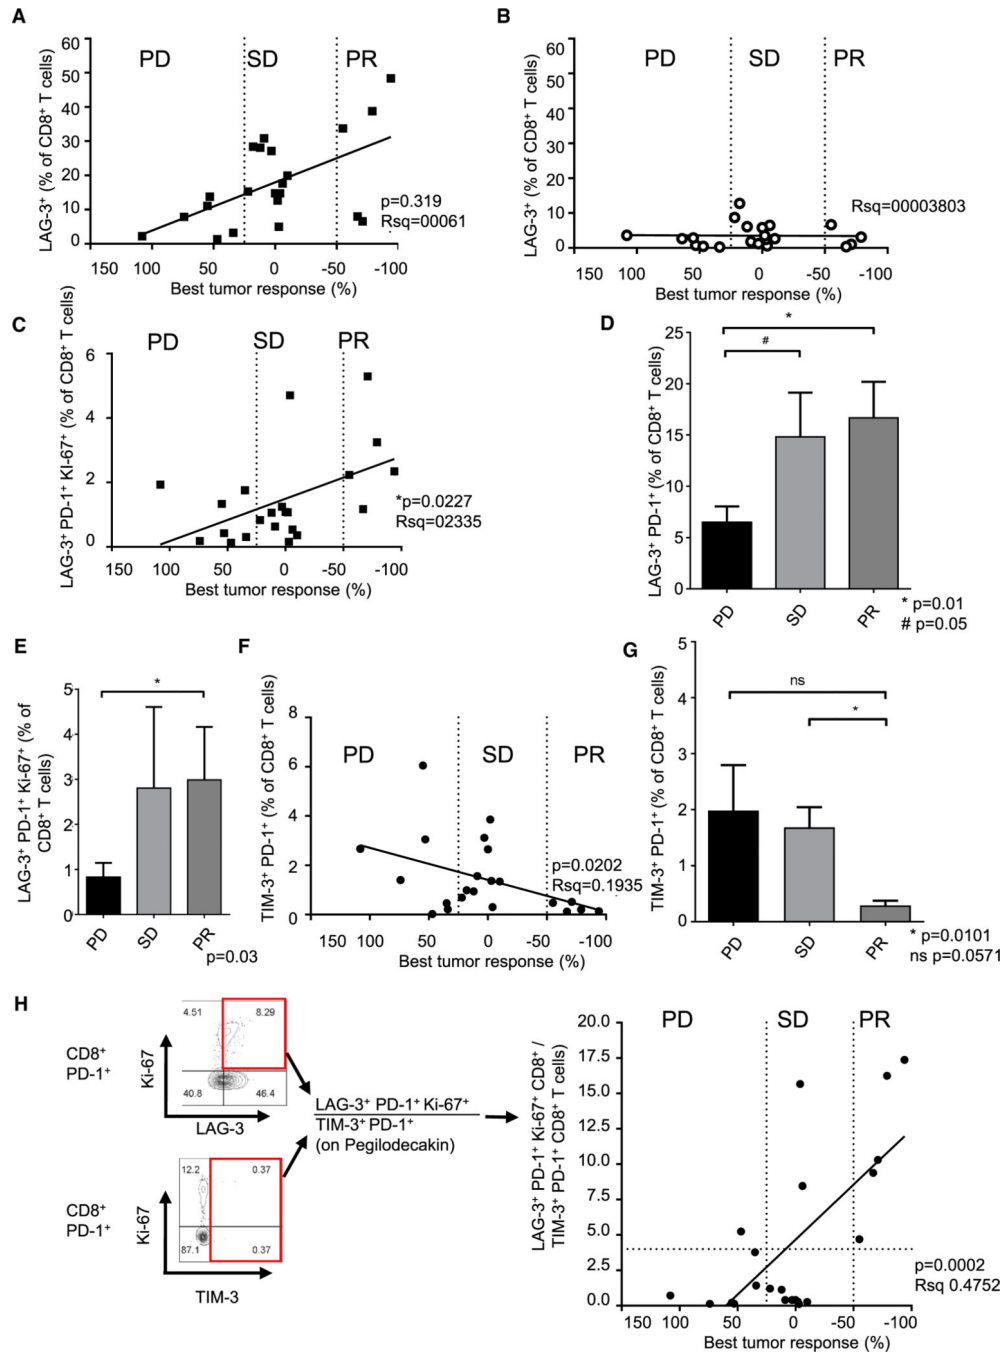 A
LAG-3⁺ (% of CD8⁺ T cells)
60
50
40
30
20
10
0
PD
SD
PR
p=0.319
Rsq=00061
150
100
50
0
-50
-100
Best tumor response (%)
B
LAG-3⁺ (% of CD8⁺ T cells)
60
50
40
30
20
10
0
PD
SD
PR
Rsq=00003803
150
100
50
0
-50
-100
Best tumor response (%)
C
LAG-3⁺ PD-1⁺ KI-67⁺ (% of CD8⁺ T cells)
6
4
2
0
PD
SD
PR
*p=0.0227
Rsq=02335
150
100
50
0
-50
-100
Best tumor response (%)
D
LAG-3⁺ PD-1⁺ (% of CD8⁺ T cells)
25
20
15
10
5
0
*
#
PD
SD
PR
* p=0.01
# p=0.05
E
LAG-3⁺ PD-1⁺ Ki-67⁺ (% of
CD8⁺ T cells)
5
4
3
2
1
0
*
PD
SD
PR
p=0.03
F
TIM-3⁺ PD-1⁺ (% of CD8⁺ T cells)
8
6
4
2
0
PD
SD
PR
p=0.0202
Rsq=0.1935
150
100
50
0
-50
-100
Best tumor response (%)
G
TIM-3⁺ PD-1⁺ (% of CD8⁺ T cells)
5
4
3
2
1
0
ns
*
PD
SD
PR
* p=0.0101
ns p=0.0571
H
CD8⁺
PD-1⁺
Ki-67
4.51
8.29
40.8
46.4
LAG-3
CD8⁺
PD-1⁺
Ki-67
12.2
0.37
87.1
0.37
TIM-3
LAG-3⁺ PD-1⁺ Ki-67⁺
TIM-3⁺ PD-1⁺
(on Pegilodecakin)
LAG-3⁺ PD-1⁺ Ki-67⁺ CD8⁺ /
TIM-3⁺ PD-1⁺ CD8⁺ T cells
20.0
17.5
15.0
12.5
10.0
7.5
5.0
2.5
0.0
PD
SD
PR
p=0.0002
Rsq 0.4752
150
100
50
0
-50
-100
Best tumor response (%)